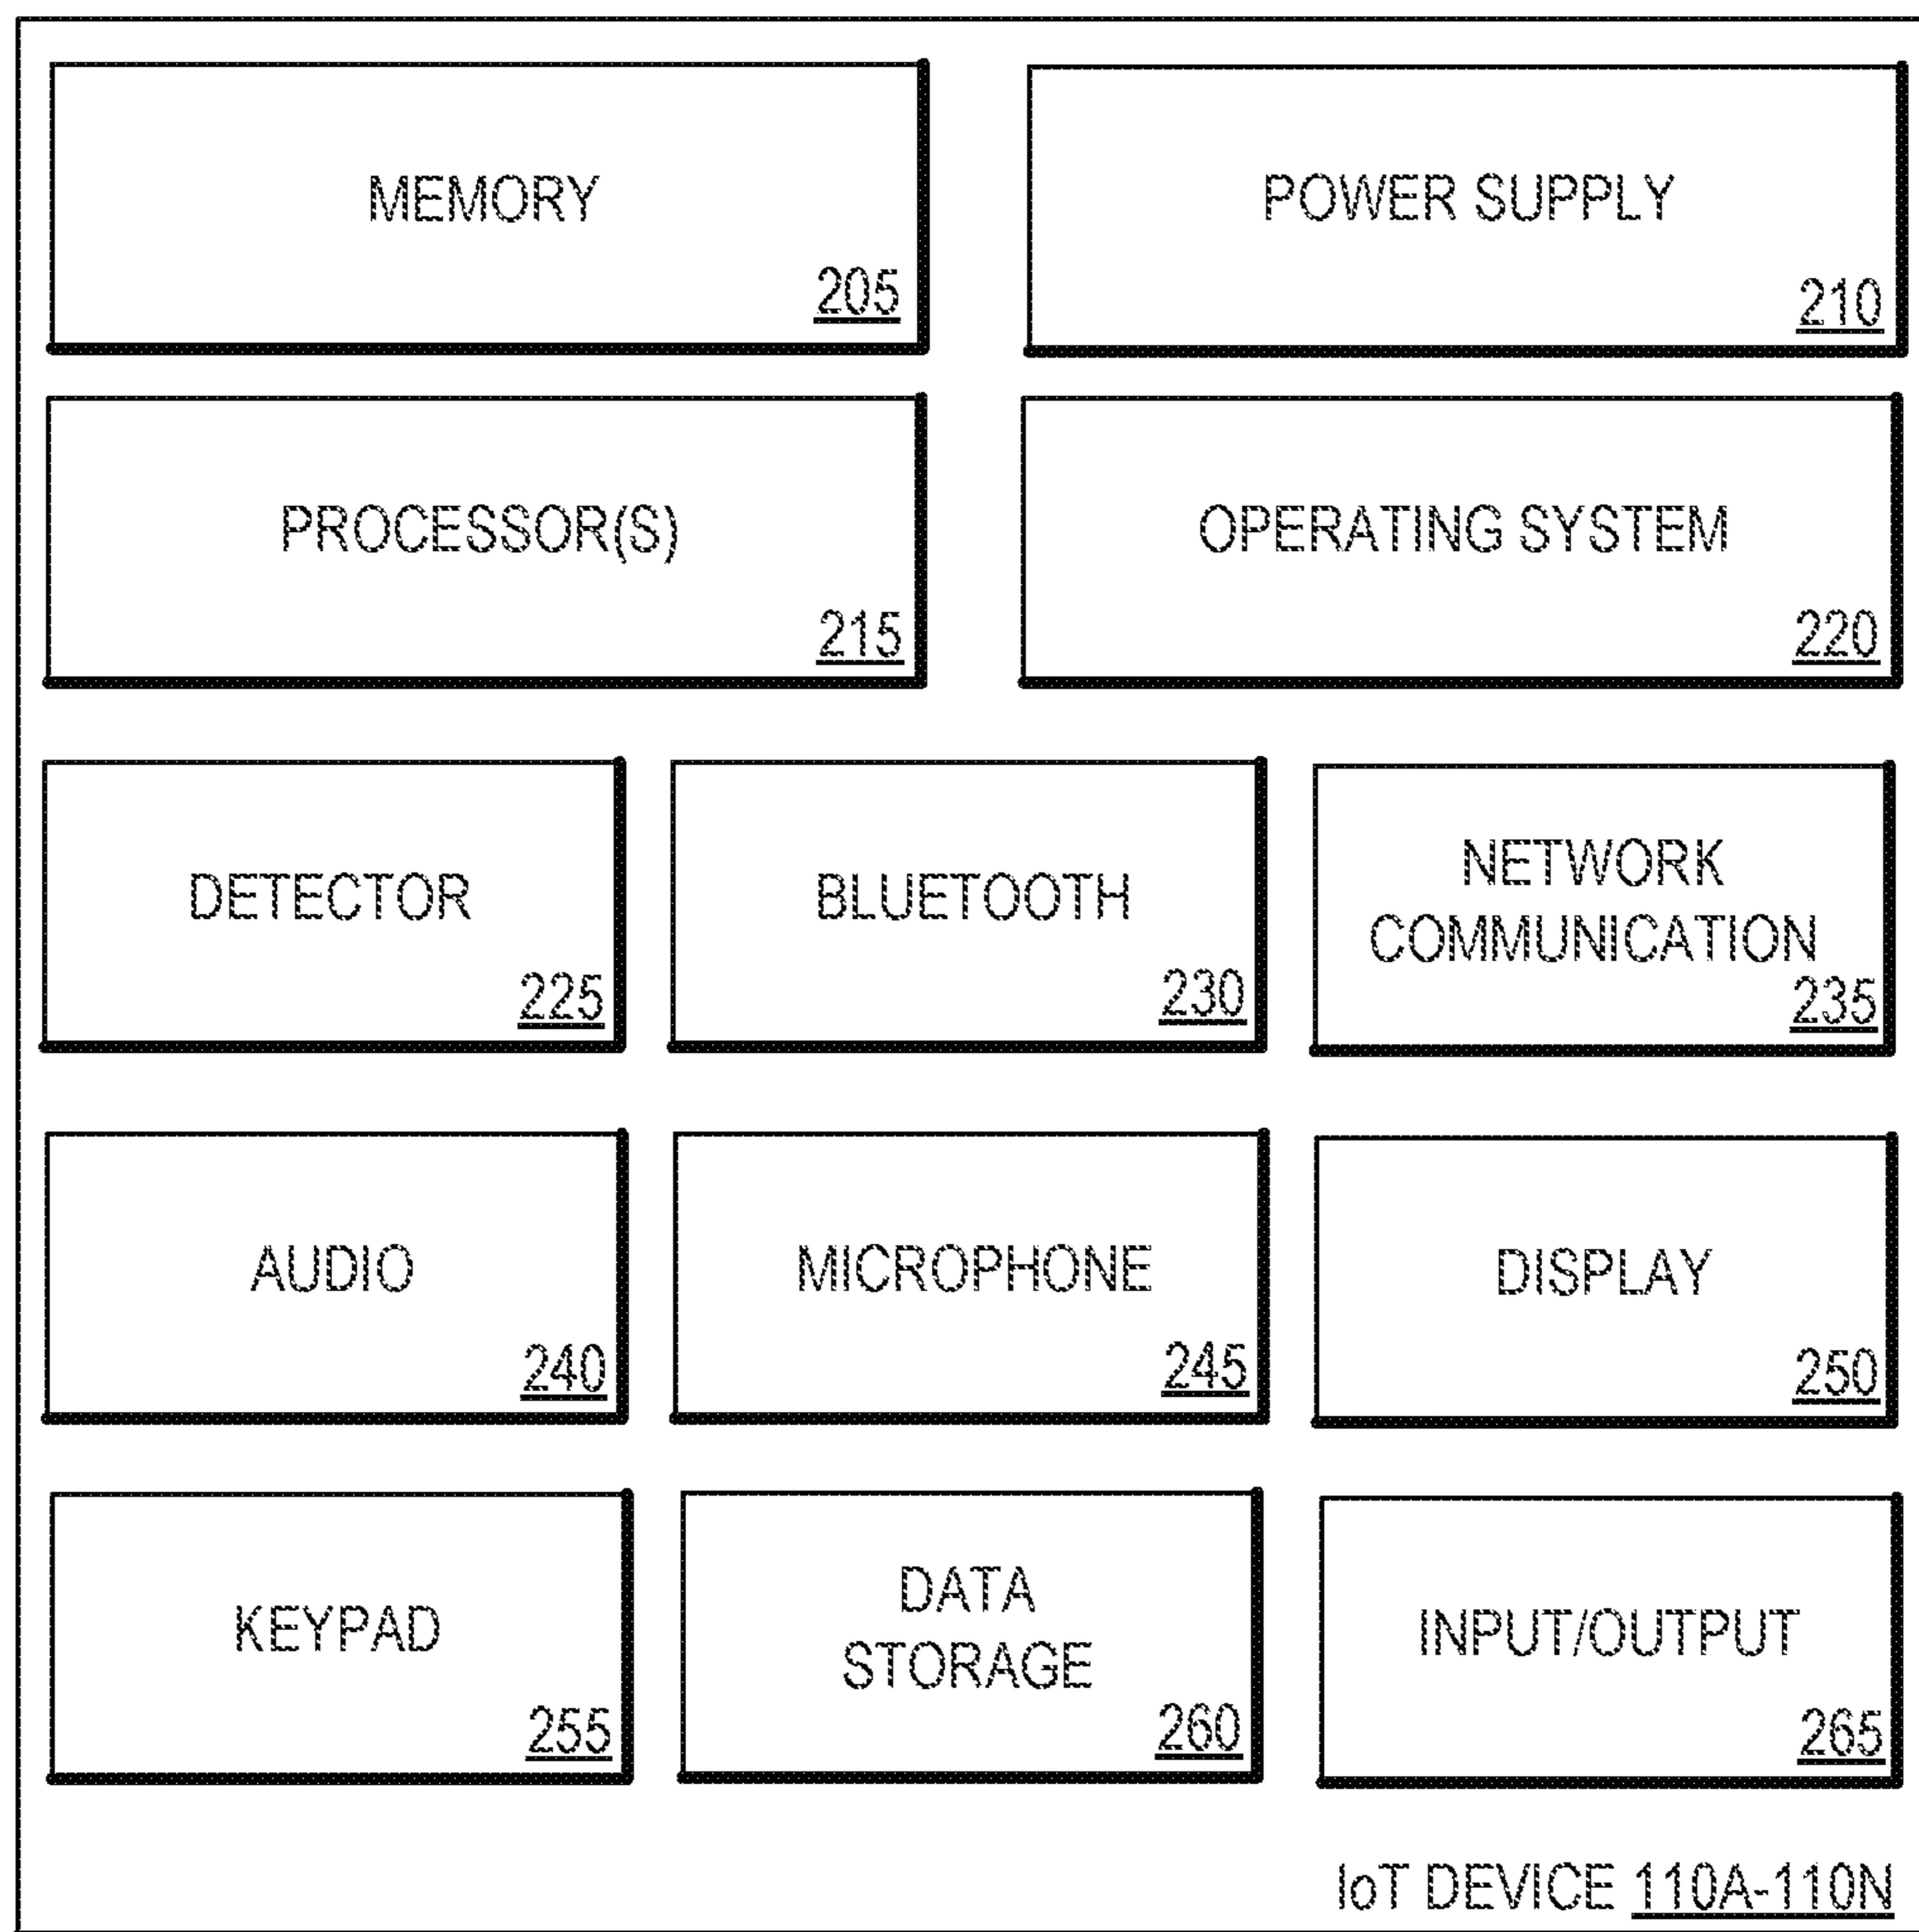 MEMORY
205
POWER SUPPLY
210
PROCESSOR(S)
215
OPERATING SYSTEM
220
DETECTOR
225
BLUETOOTH
230
NETWORK
COMMUNICATION
235
AUDIO
240
MICROPHONE
245
DISPLAY
250
KEYPAD
255
DATA
STORAGE
260
INPUT/OUTPUT
265
IoT DEVICE 110A-110N